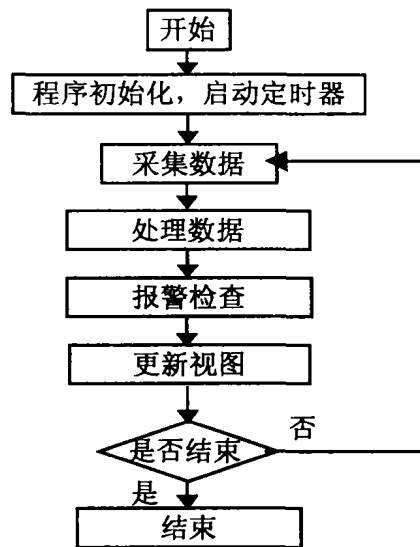 开始
程序初始化，启动定时器
采集数据
处理数据
报警检查
更新视图
是否结束
否
是
结束